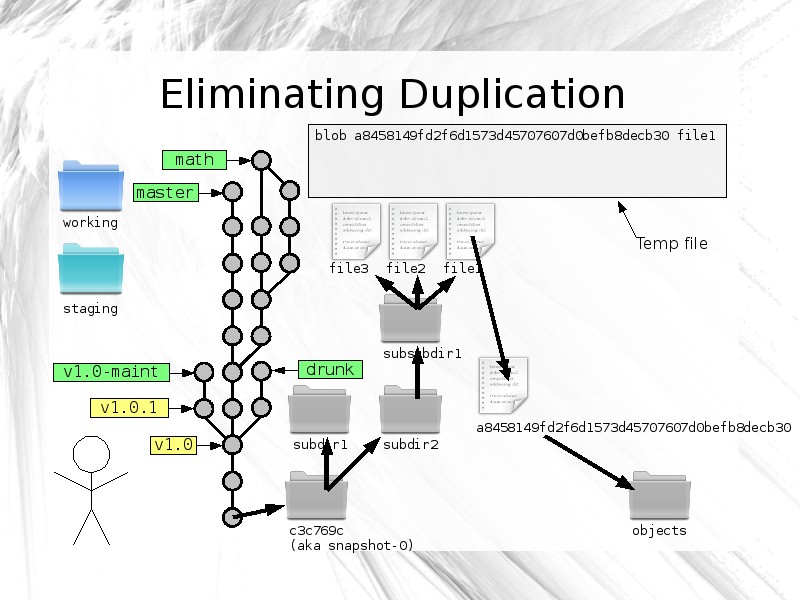 Eliminating Duplication
blob a8458149fd2f6d1573d45707607d0befb8decb30 file1
math
master
working
Temp file
file3
file2
file1
staging
subsubdir1
v1.0-maint
drunk
v1.0.1
a8458149fd2f6d1573d45707607d0befb8decb30
v1.0
subdir1
subdir2
c3c769c
(aka snapshot-0)
objects